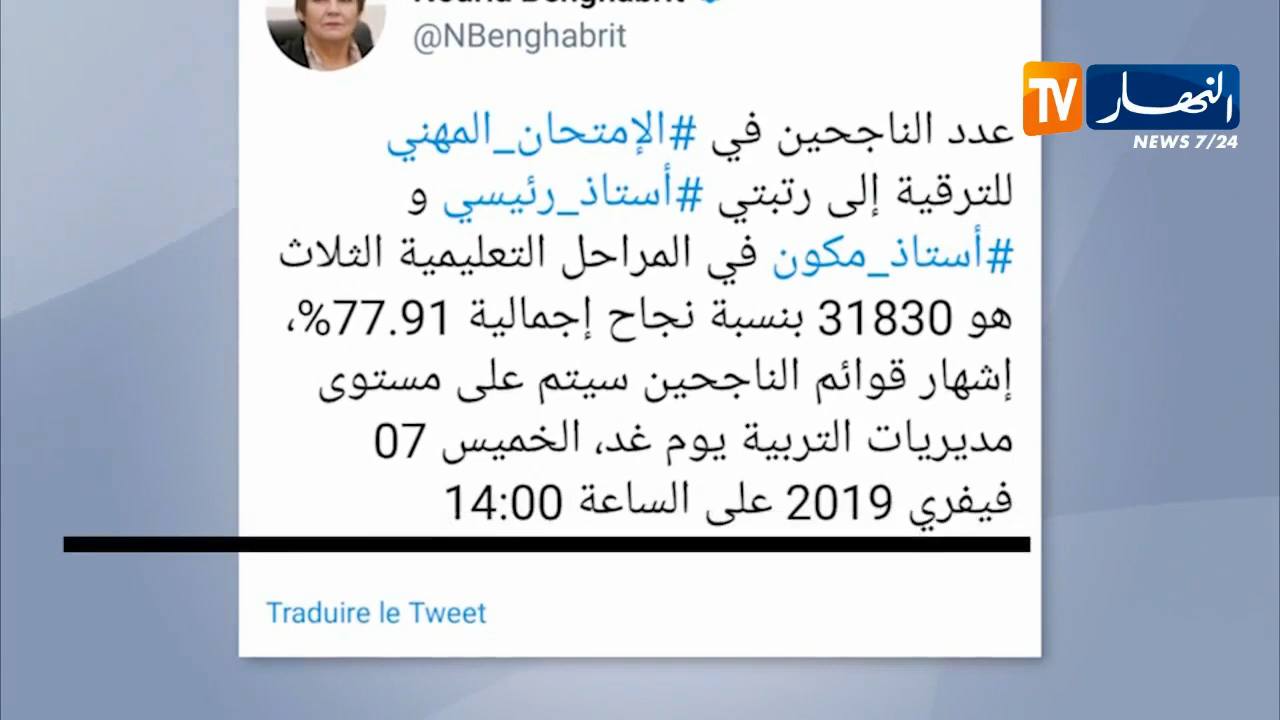 @NBenghabrit
TV النهار
NEWS 7/24
عدد الناجحين في #الإمتحان_المهني
للترقية إلى رتبتي #أستاذ_رئيسي و
#أستاذ_مكون في المراحل التعليمية الثلاث
هو 31830 بنسبة نجاح إجمالية 77.91%،
إشهار قوائم الناجحين سيتم على مستوى
مديريات التربية يوم غد، الخميس 07
فيفري 2019 على الساعة 14:00
Traduire le Tweet